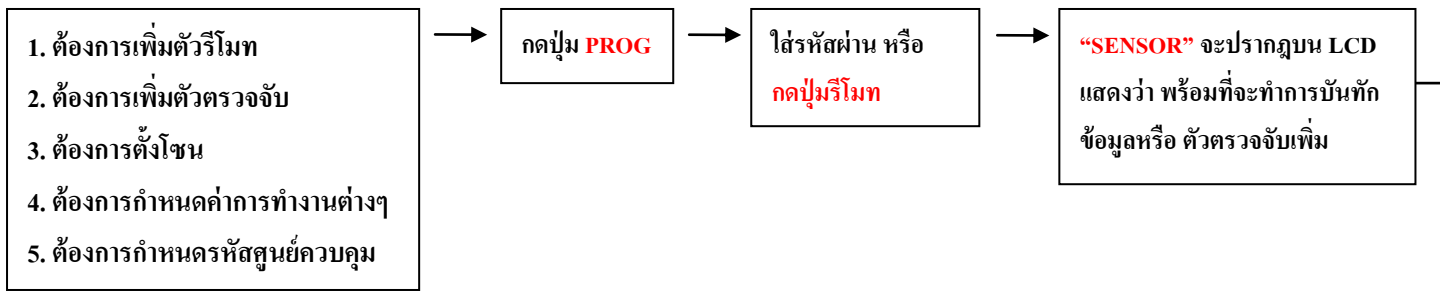 1. ต้องการเพิ่มตัวรีโมท
2. ต้องการเพิ่มตัวตรวจจับ
3. ต้องการตั้งโซน
4. ต้องการกำหนดค่าการทำงานต่างๆ
5. ต้องการกำหนดรหัสศูนย์ควบคุม
กดปุ่ม PROG
ใส่รหัสผ่าน หรือ
กดปุ่มรีโมท
“SENSOR” จะปรากฎบน LCD
แสดงว่า พร้อมที่จะทำการบันทัก
ข้อมูลหรือ ตัวตรวจจับเพิ่ม